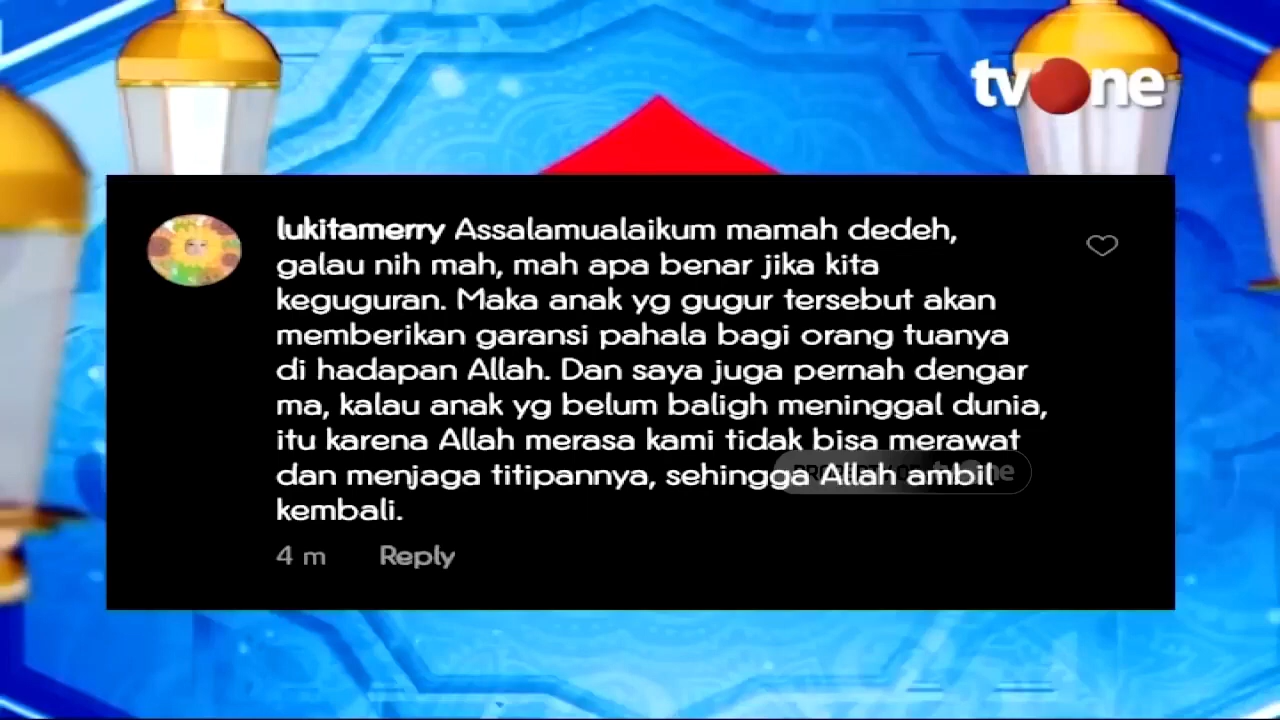 tvOne
lukitamerry Assalamualaikum mamah dedeh,
galau nih mah, mah apa benar jika kita
keguguran. Maka anak yg gugur tersebut akan
memberikan garansi pahala bagi orang tuanya
di hadapan Allah. Dan saya juga pernah dengar
ma, kalau anak yg belum baligh meninggal dunia,
itu karena Allah merasa kami tidak bisa merawat
dan menjaga titipannya, sehingga Allah ambil
kembali.
4 m Reply